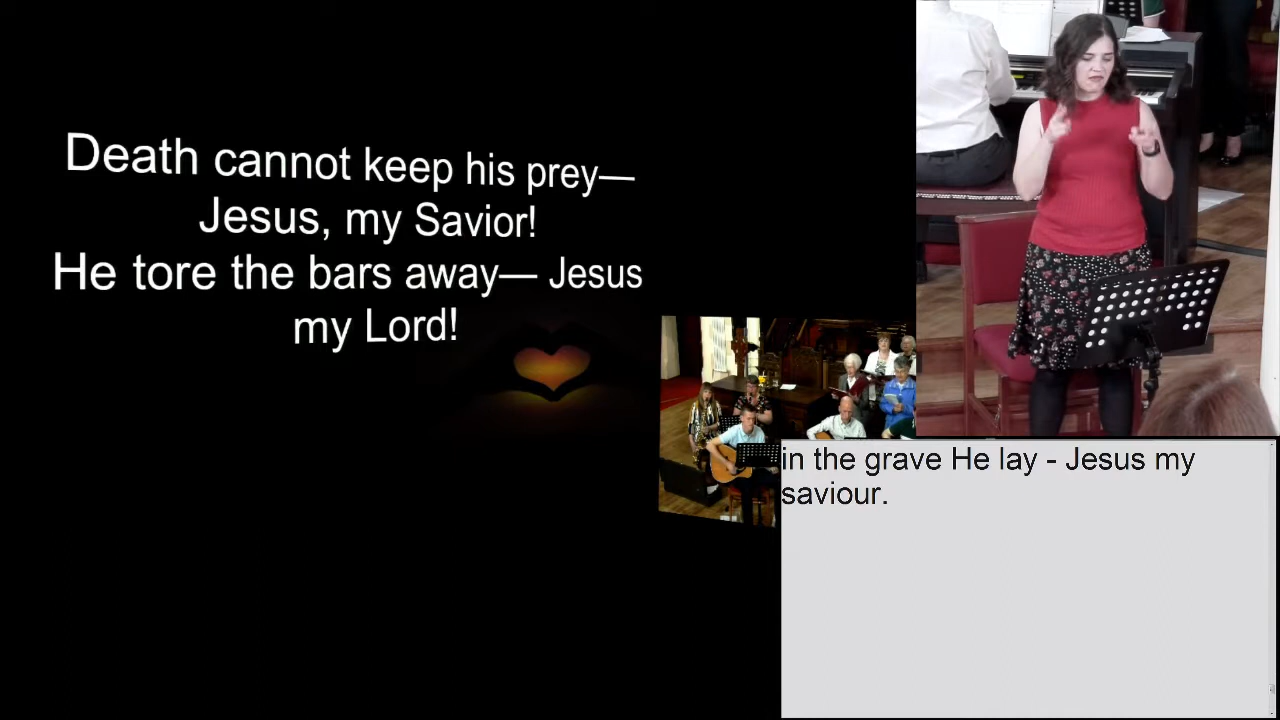 Death cannot keep his prey—
Jesus, my Savior!
He tore the bars away— Jesus
my Lord!
in the grave He lay - Jesus my
saviour.